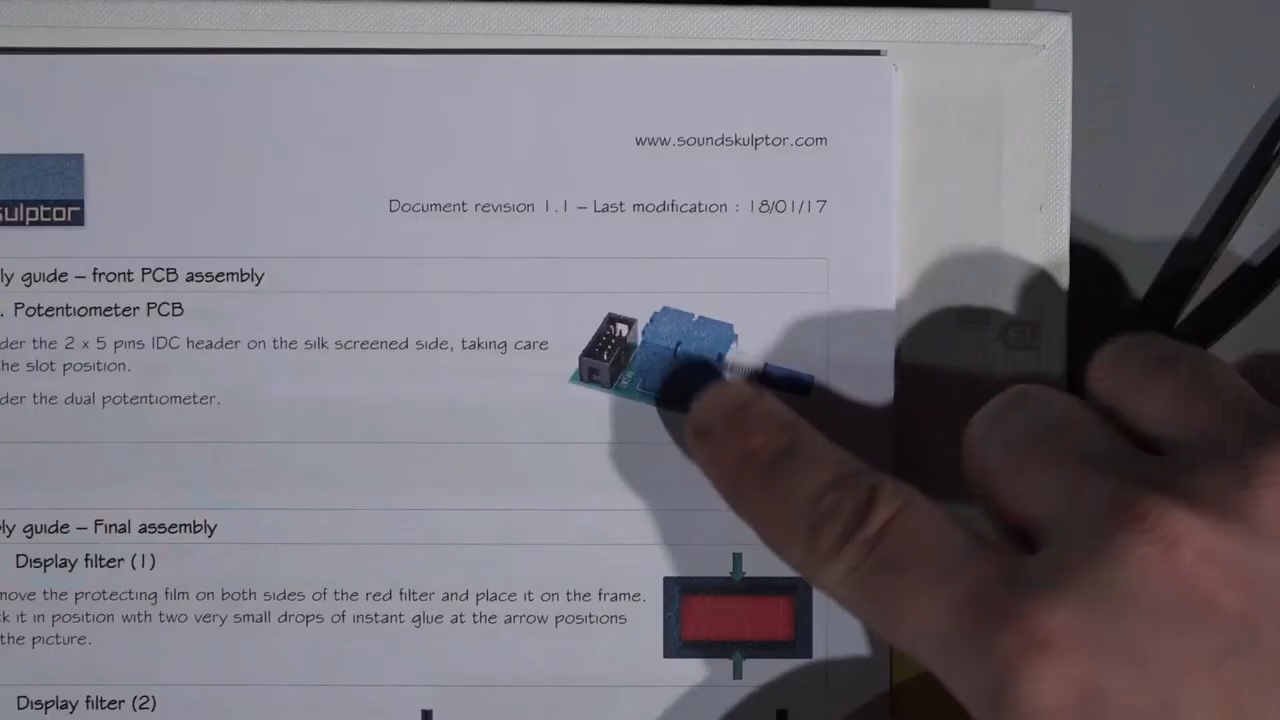 www.soundskulptor.com
Document revision 1.1 – Last modification : 18/01/17
kulptor
ly guide – front PCB assembly
. Potentiometer PCB
der the 2 x 5 pins IDC header on the silk screened side, taking care
the slot position.
der the dual potentiometer.
ly guide – Final assembly
Display filter (1)
move the protecting film on both sides of the red filter and place it on the frame.
k it in position with two very small drops of instant glue at the arrow positions
the picture.
Display filter (2)